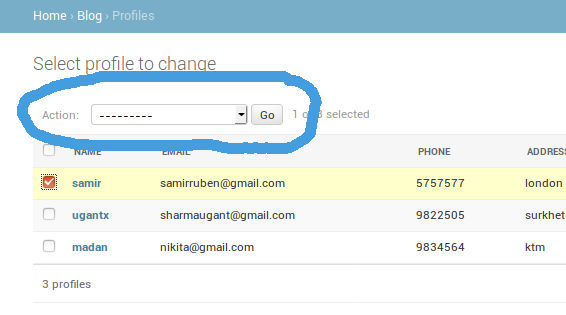 Home › Blog › Profiles
Select profile to change
Action: --------- Go 1 of 3 selected
NAME EMAIL PHONE ADDRESS
samir samirruben@gmail.com 5757577 london
ugantx sharmaugant@gmail.com 9822505 surkhet
madan nikita@gmail.com 9834564 ktm
3 profiles